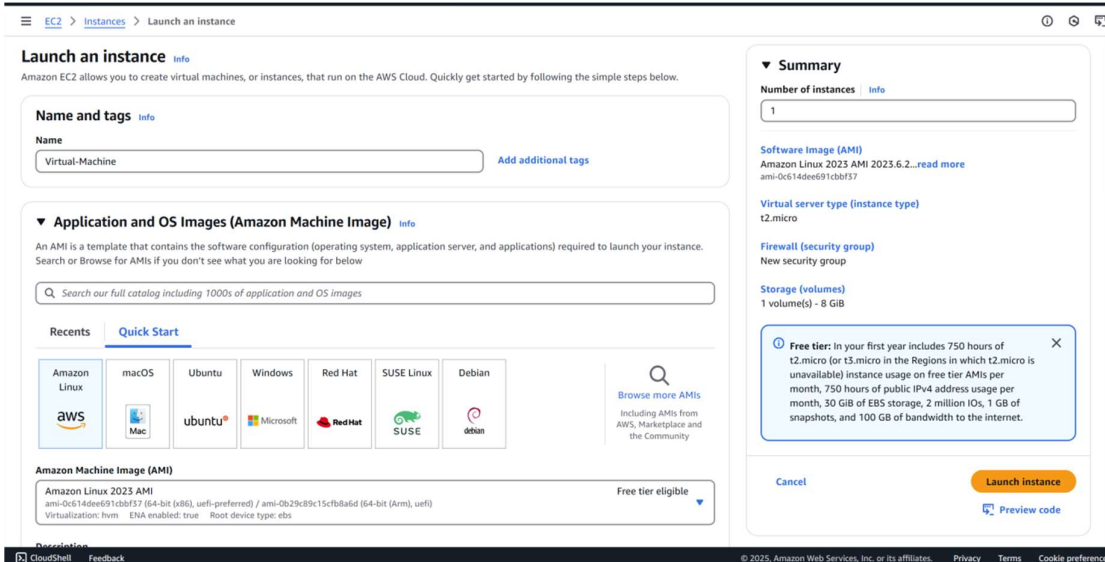 EC2 > Instances > Launch an instance
Launch an instance Info
Amazon EC2 allows you to create virtual machines, or instances, that run on the AWS Cloud. Quickly get started by following the simple steps below.
Name and tags Info
Name
Virtual-Machine
Add additional tags
Application and OS Images (Amazon Machine Image) Info
An AMI is a template that contains the software configuration (operating system, application server, and applications) required to launch your instance.
Search or Browse for AMIs if you don't see what you are looking for below
Search our full catalog including 1000s of application and OS images
Recents
Quick Start
Amazon
Linux
aws
macOS
Mac
Ubuntu
ubuntu
Windows
Microsoft
Red Hat
Red Hat
SUSE Linux
SUSE
Debian
debian
Browse more AMIs
Including AMIs from
AWS, Marketplace and
the Community
Amazon Machine Image (AMI)
Amazon Linux 2023 AMI
Free tier eligible
ami-0c614dee691cbbf37 (64-bit (x86), uefi-preferred) / ami-0b29c89c15cfb8a6d (64-bit (Arm), uefi)
Virtualization: hvm ENA enabled: true Root device type: ebs
Description
Summary
Number of instances Info
1
Software Image (AMI)
Amazon Linux 2023 AMI 2023.6.2...read more
ami-0c614dee691cbbf37
Virtual server type (instance type)
t2.micro
Firewall (security group)
New security group
Storage (volumes)
1 volume(s) - 8 GiB
Free tier: In your first year includes 750 hours of
t2.micro (or t3.micro in the Regions in which t2.micro is
unavailable) instance usage on free tier AMIs per
month, 750 hours of public IPv4 address usage per
month, 30 GiB of EBS storage, 2 million IOs, 1 GB of
snapshots, and 100 GB of bandwidth to the internet.
Cancel
Launch instance
Preview code
CloudShell Feedback
© 2025, Amazon Web Services, Inc. or its affiliates. Privacy Terms Cookie preference